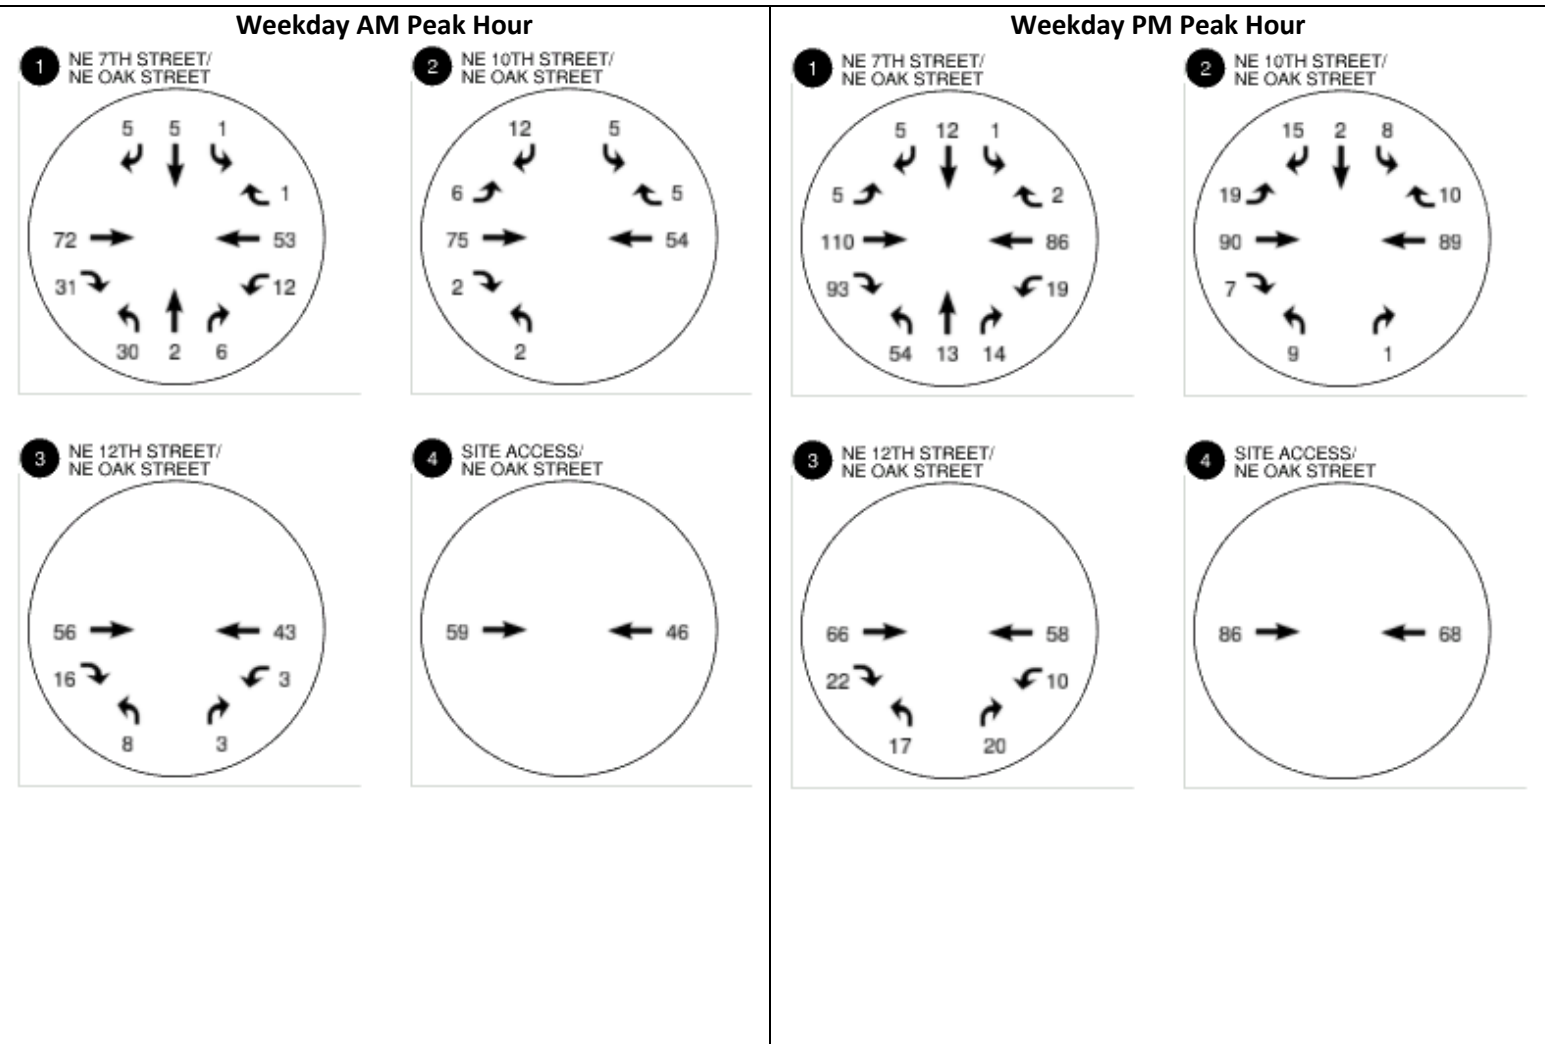 Weekday AM Peak Hour
1 NE 7TH STREET/
NE OAK STREET
5 5 1
1
72 53
31 12
30 2 6
2 NE 10TH STREET/
NE OAK STREET
12 5
6 5
75 54
2
2
3 NE 12TH STREET/
NE OAK STREET
56 43
16 3
8 3
4 SITE ACCESS/
NE OAK STREET
59 46
Weekday PM Peak Hour
1 NE 7TH STREET/
NE OAK STREET
5 12 1
5 2
110 86
93 19
54 13 14
2 NE 10TH STREET/
NE OAK STREET
15 2 8
19 10
90 89
7
9 1
3 NE 12TH STREET/
NE OAK STREET
66 58
22 10
17 20
4 SITE ACCESS/
NE OAK STREET
86 68